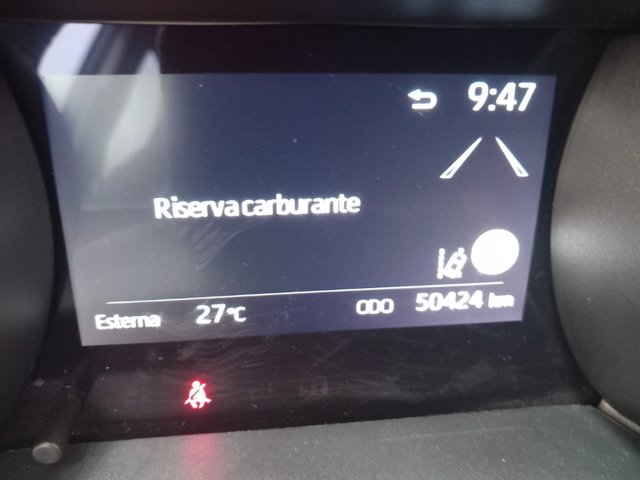 9:47
Riserva carburante
Esterna 27°C ODO 50424 km